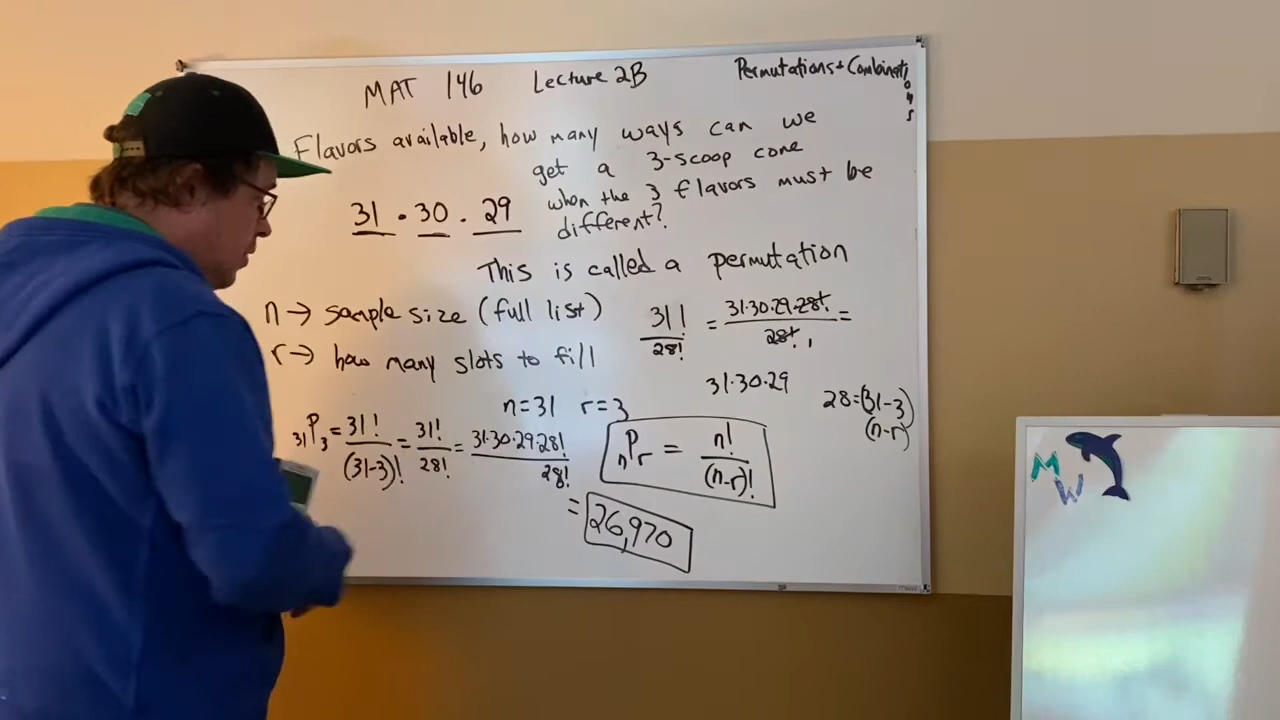 MAT 146 Lecture 2B Permutations + Combinations
Flavors available, how many ways can we
get a 3-scoop cone
when the 3 flavors must be
different?
31 · 30 · 29
This is called a permutation
n → sample size (full list)
r → how many slots to fill
31!/28! = 31·30·29·28!/28! =
31·30·29
n=31 r=3
28=(31-3)
(n-r)
31P3 = 31!/(31-3)! = 31!/28! = 31·30·29·28!/28!
= 26,970
nPr = n!/(n-r)!
MW